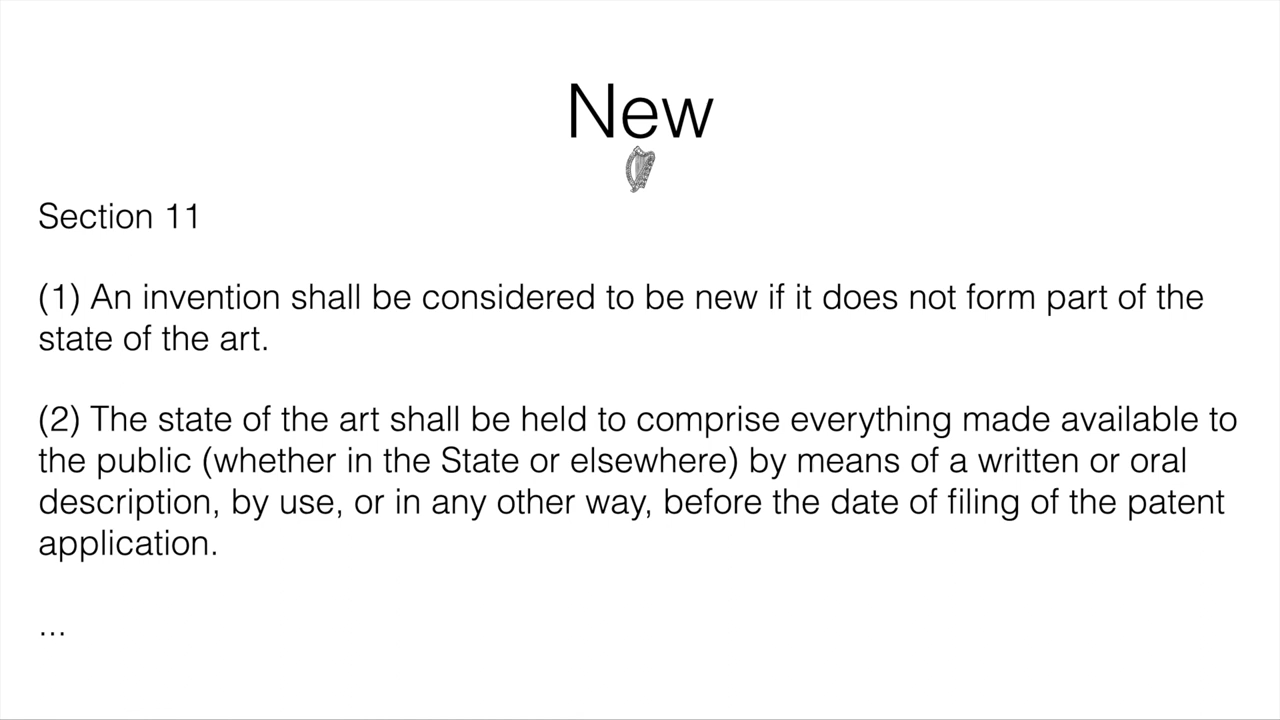 New
Section 11
(1) An invention shall be considered to be new if it does not form part of the
state of the art.
(2) The state of the art shall be held to comprise everything made available to
the public (whether in the State or elsewhere) by means of a written or oral
description, by use, or in any other way, before the date of filing of the patent
application.
...